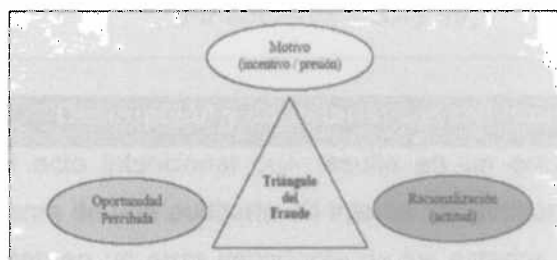 Motivo
(incentivo / presión)
Triángulo
del
Fraude
Oportunidad
Percibida
Racionalización
(actitud)